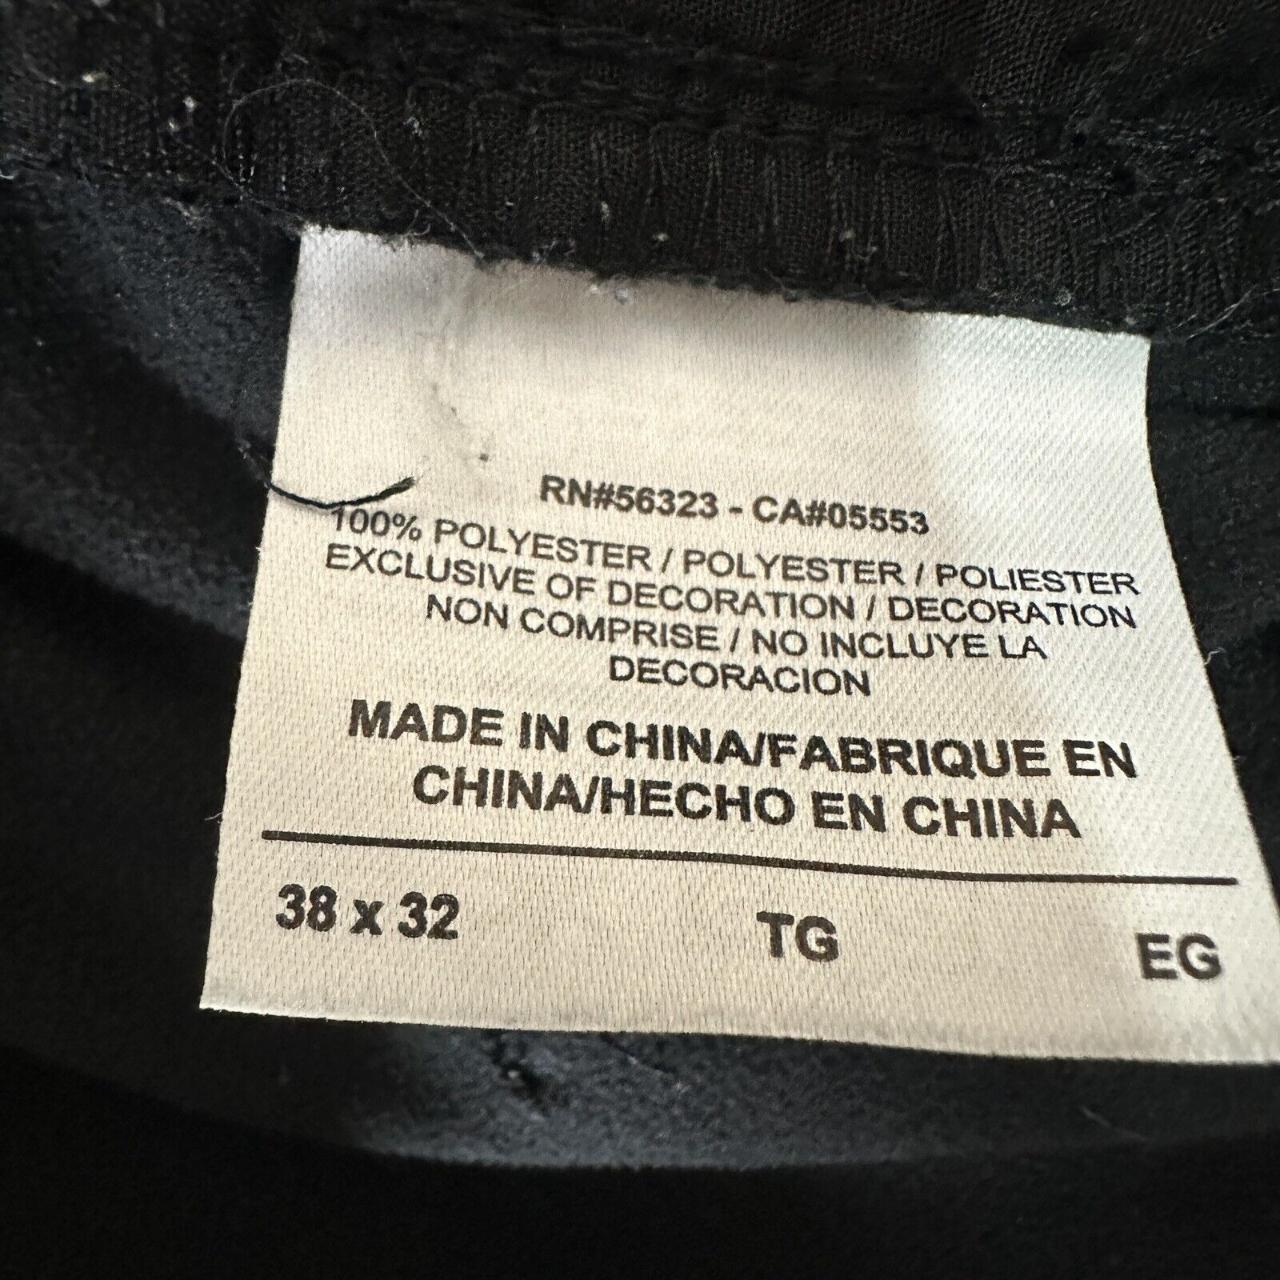 RN#56323 - CA#05553
100% POLYESTER / POLYESTER / POLIESTER
EXCLUSIVE OF DECORATION / DECORATION
NON COMPRISE / NO INCLUYE LA
DECORACION
MADE IN CHINA/FABRIQUE EN
CHINA/HECHO EN CHINA
38 x 32 TG EG